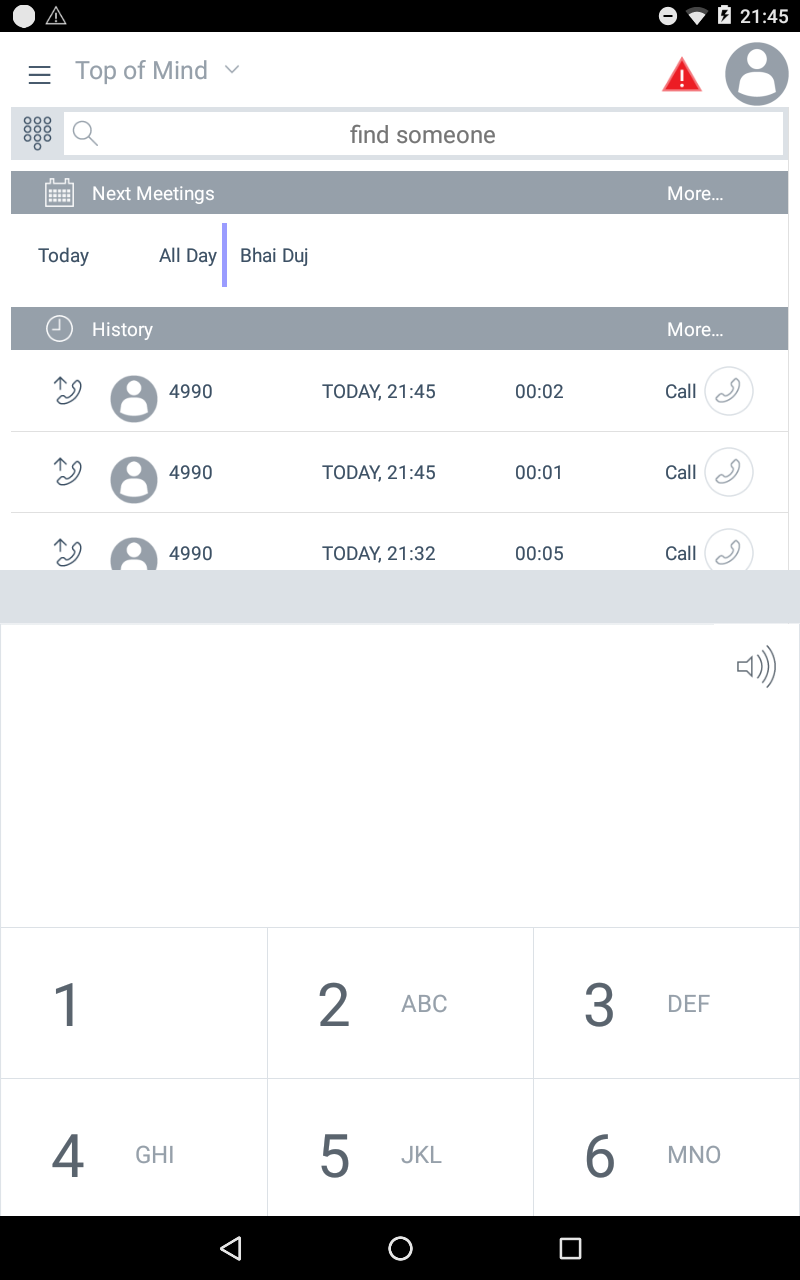 21:45
Top of Mind
find someone
Next Meetings More...
Today All Day Bhai Duj
History More...
4990 TODAY, 21:45 00:02 Call
4990 TODAY, 21:45 00:01 Call
4990 TODAY, 21:32 00:05 Call
1 2 ABC 3 DEF
4 GHI 5 JKL 6 MNO